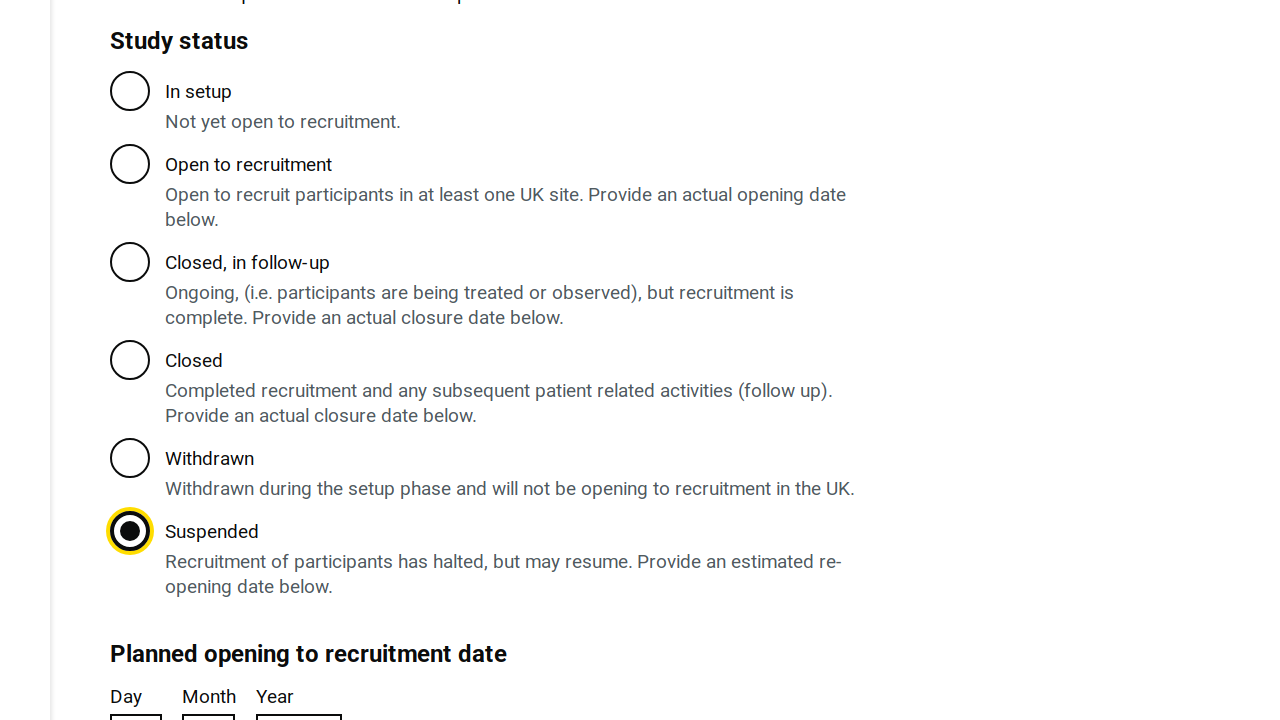 Study status
In setup
Not yet open to recruitment.
Open to recruitment
Open to recruit participants in at least one UK site. Provide an actual opening date
below.
Closed, in follow-up
Ongoing, (i.e. participants are being treated or observed), but recruitment is
complete. Provide an actual closure date below.
Closed
Completed recruitment and any subsequent patient related activities (follow up).
Provide an actual closure date below.
Withdrawn
Withdrawn during the setup phase and will not be opening to recruitment in the UK.
Suspended
Recruitment of participants has halted, but may resume. Provide an estimated re-
opening date below.
Planned opening to recruitment date
Day Month Year